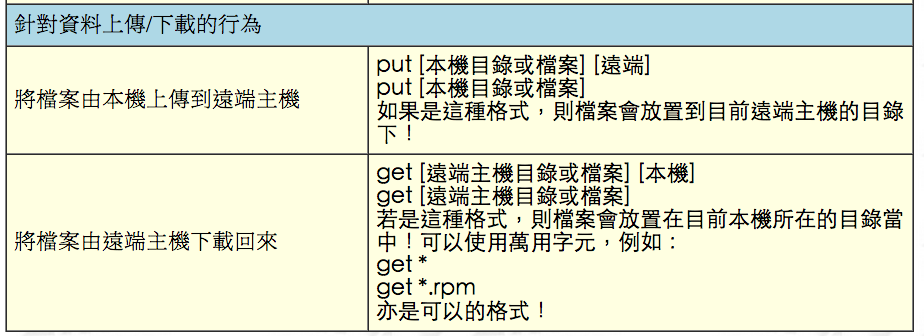 針對資料上傳/下載的行為
將檔案由本機上傳到遠端主機
put [本機目錄或檔案] [遠端]
put [本機目錄或檔案]
如果是這種格式，則檔案會放置到目前遠端主機的目錄
下！
將檔案由遠端主機下載回來
get [遠端主機目錄或檔案] [本機]
get [遠端主機目錄或檔案]
若是這種格式，則檔案會放置在目前本機所在的目錄當
中！可以使用萬用字元，例如：
get *
get *.rpm
亦是可以的格式！